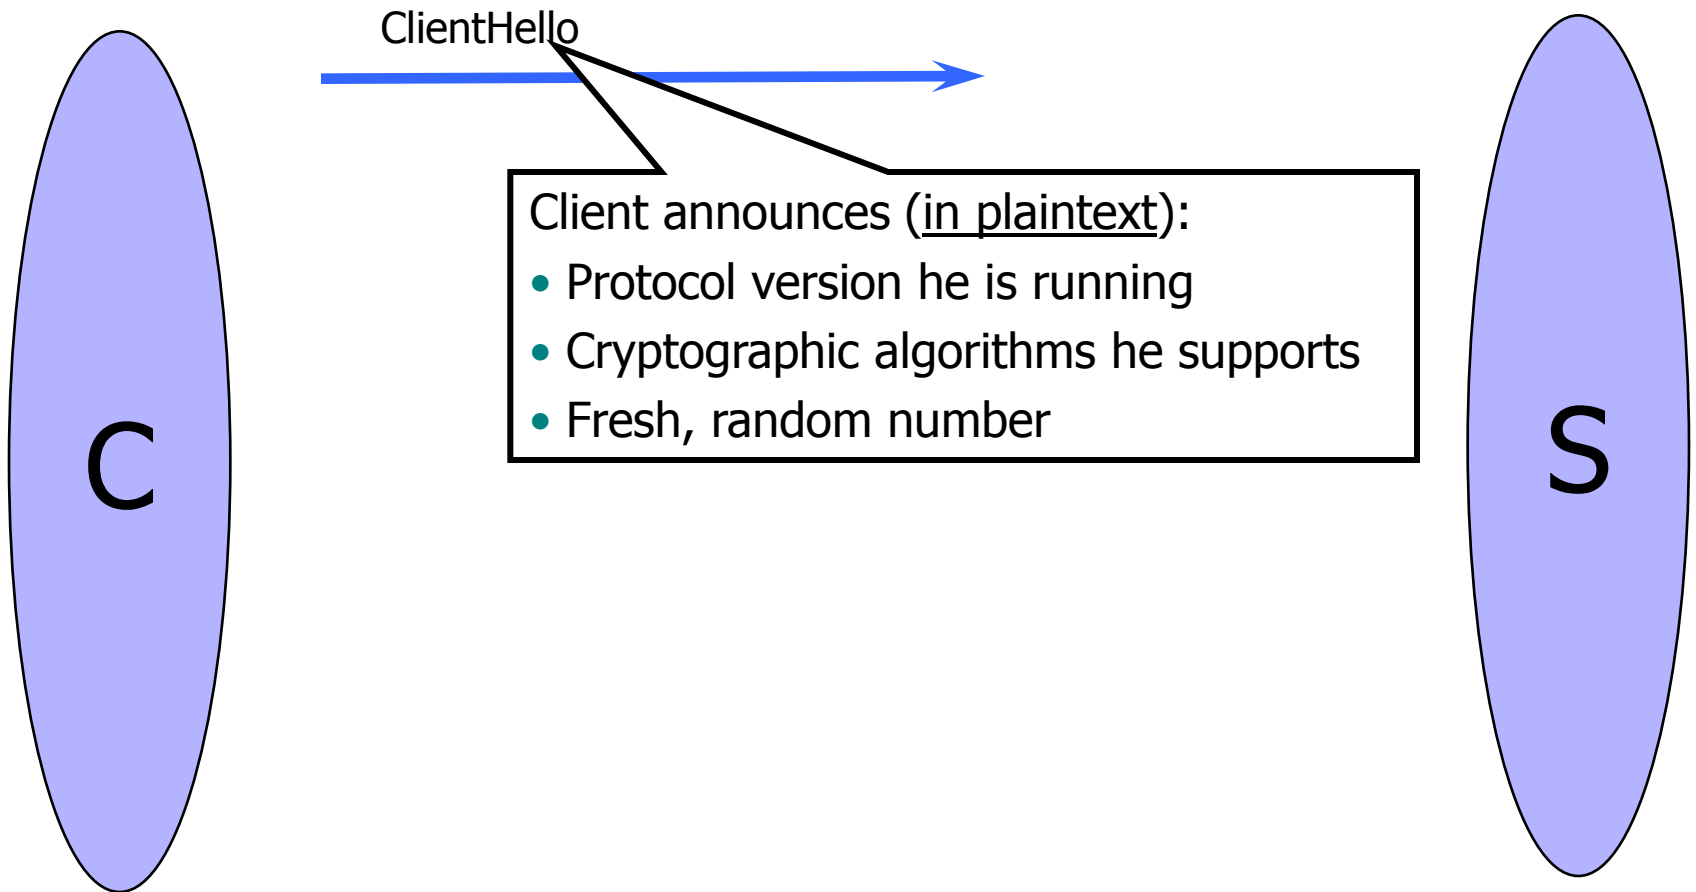 ClientHello
Client announces (in plaintext):
• Protocol version he is running
• Cryptographic algorithms he supports
• Fresh, random number
C
S